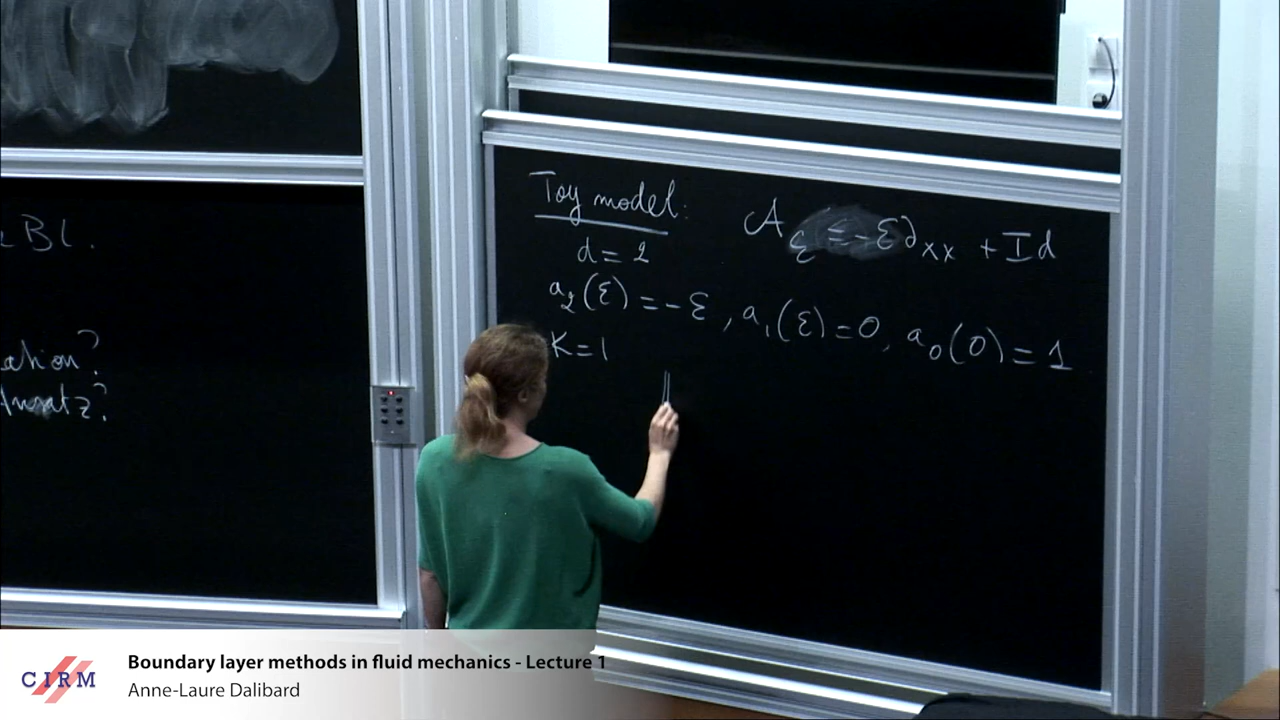 BL.
ation?
Ansatz?
Toy model: 𝒜_ε = -ε∂_xx + Id
d = 2
a_2(ε) = -ε, a_1(ε) = 0, a_0(0) = 1
K = 1
CIRM
Boundary layer methods in fluid mechanics - Lecture 1
Anne-Laure Dalibard